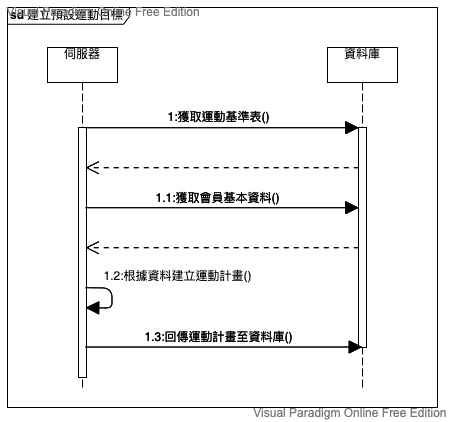 Visual Paradigm Online Free Edition
sd 建立預設運動目標
伺服器
資料庫
1:獲取運動基準表()
1.1:獲取會員基本資料()
1.2:根據資料建立運動計畫()
1.3:回傳運動計畫至資料庫()
Visual Paradigm Online Free Edition